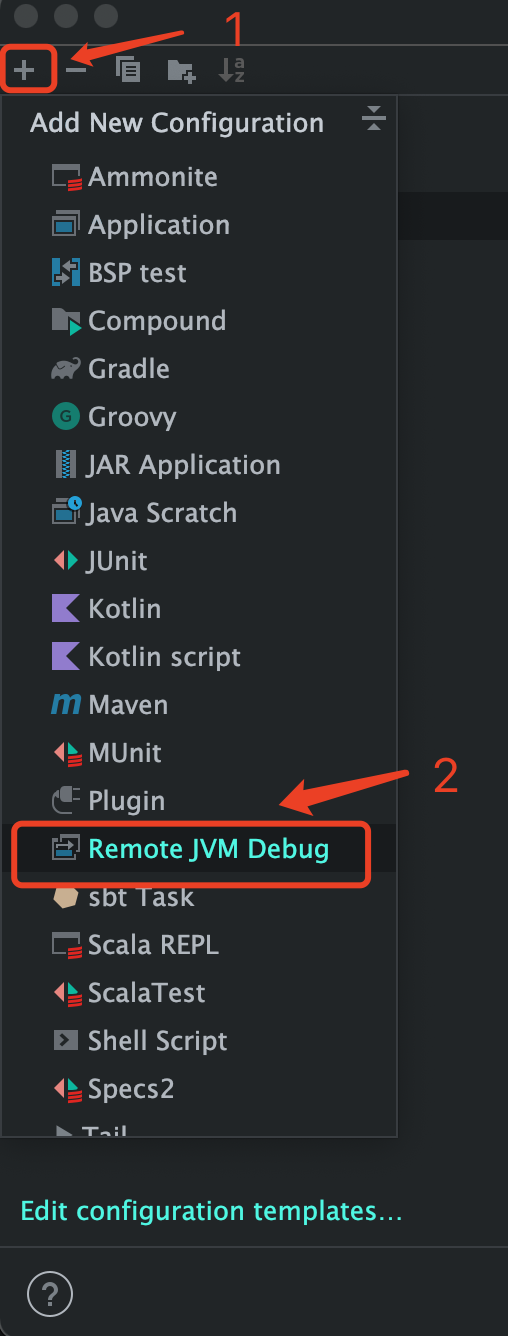 1
Add New Configuration
Ammonite
Application
BSP test
Compound
Gradle
G Groovy
JAR Application
Java Scratch
JUnit
Kotlin
Kotlin script
m Maven
MUnit
Plugin
2
Remote JVM Debug
sbt Task
Scala REPL
ScalaTest
Shell Script
Specs2
Tail
Edit configuration templates...
?